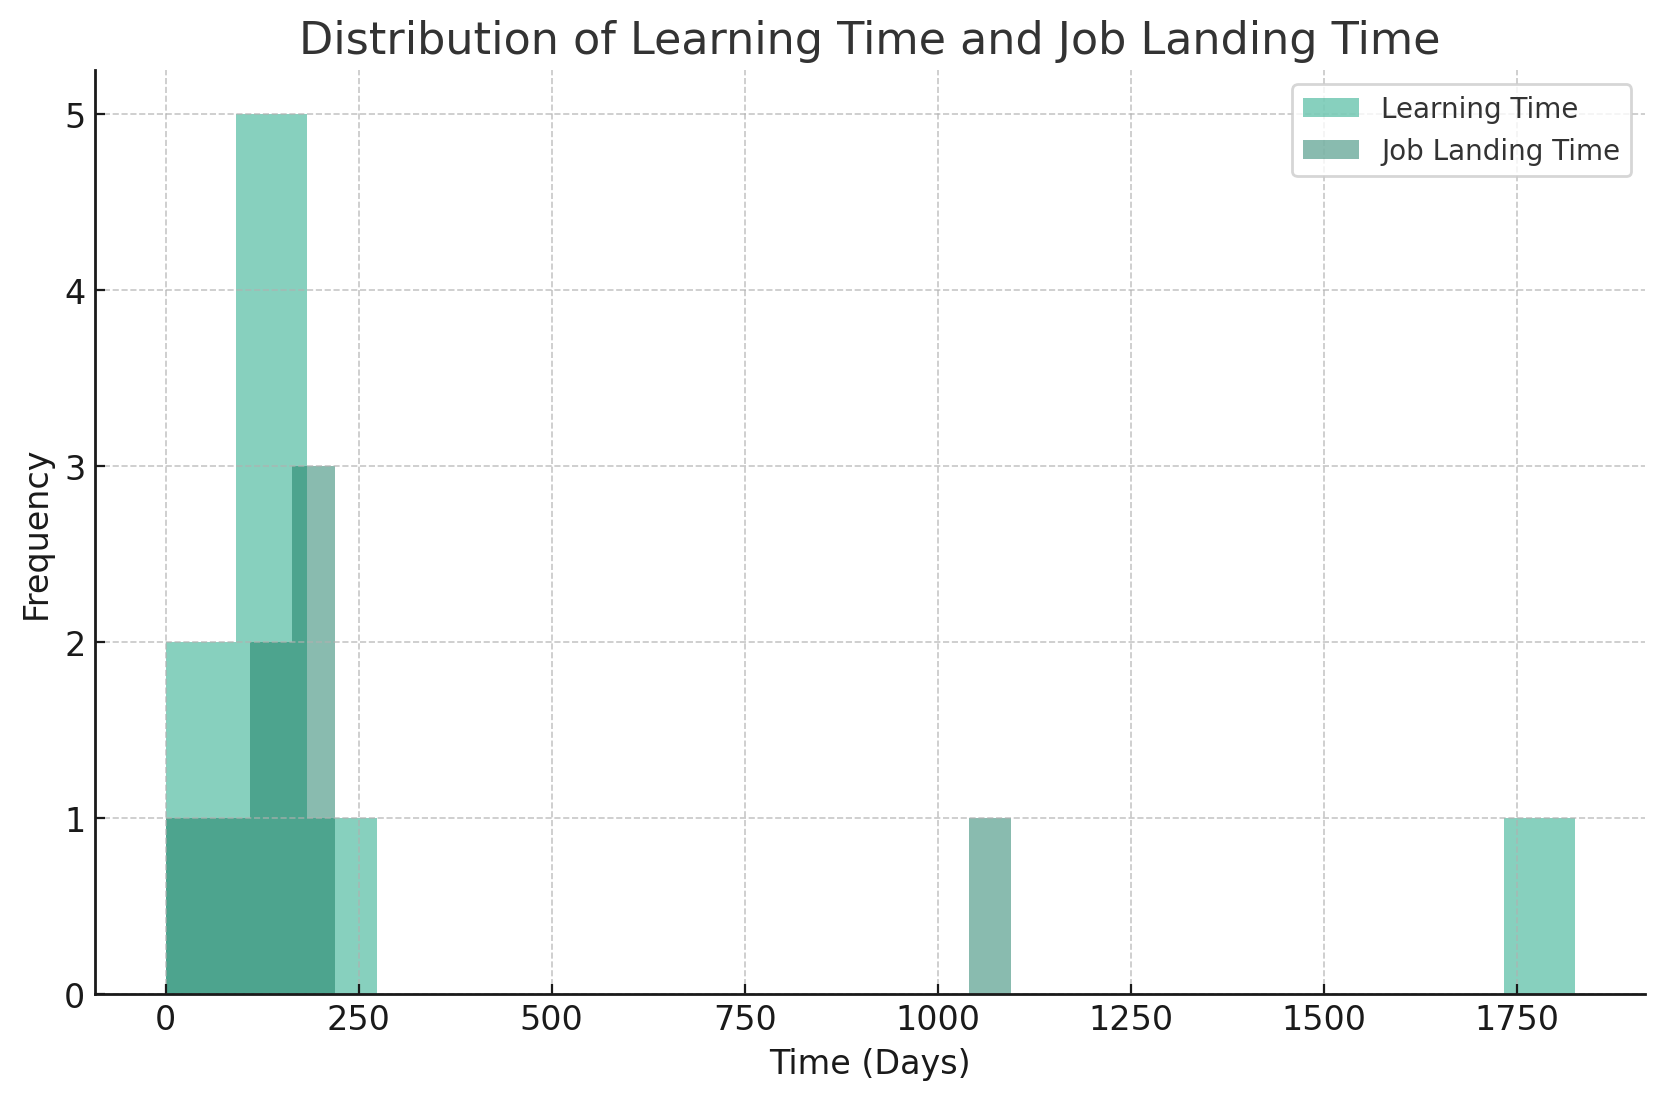 Distribution of Learning Time and Job Landing Time
Learning Time
Job Landing Time
5
4
3
2
1
0
Frequency
0 250 500 750 1000 1250 1500 1750
Time (Days)